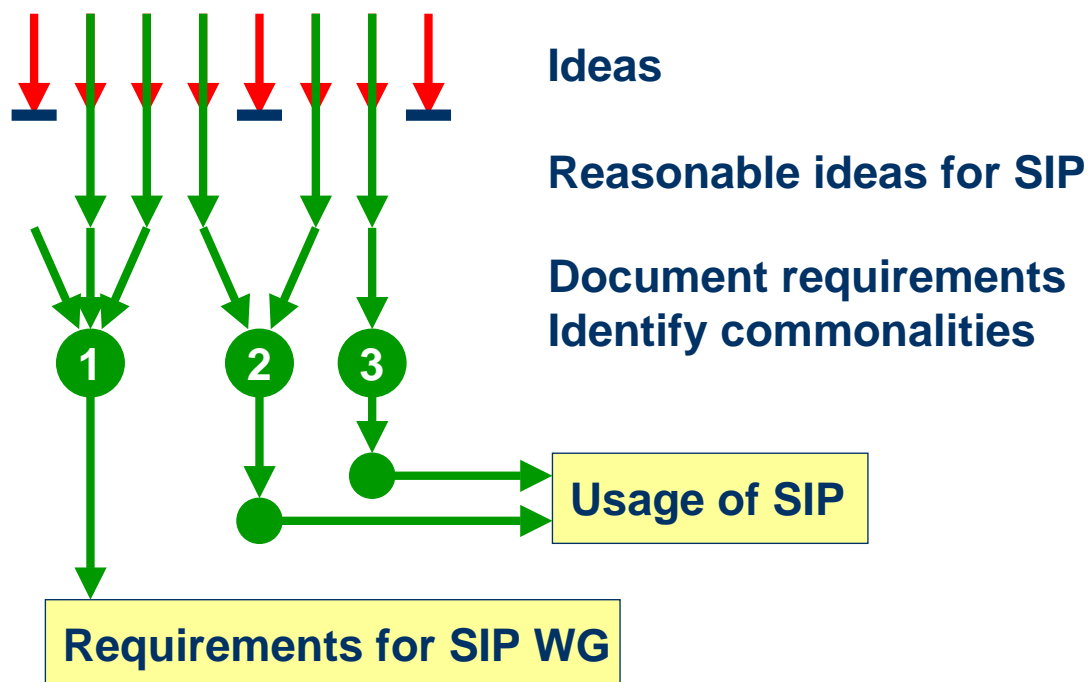 Ideas
Reasonable ideas for SIP
Document requirements
Identify commonalities
1 2 3
Usage of SIP
Requirements for SIP WG